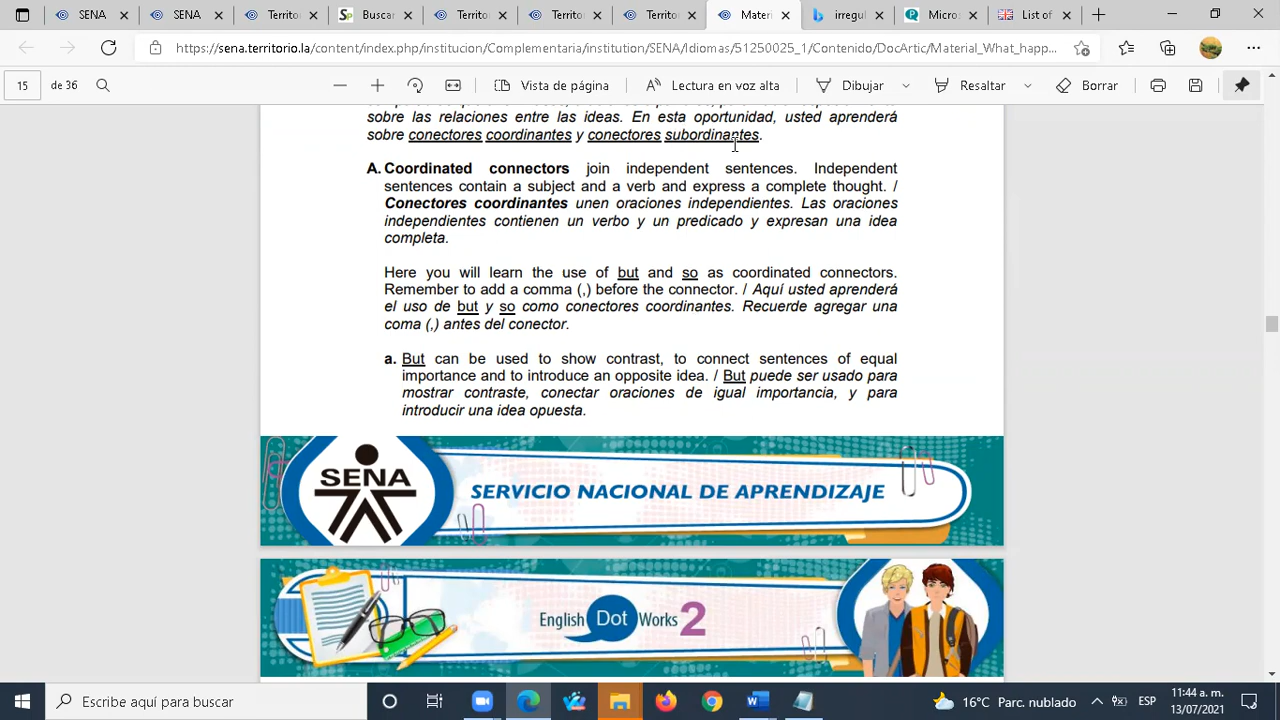 SENA
SENA
Territo
Buscar
Territo
Territo
Territo
Materi
irregul
Micros
List of
https://sena.territorio.la/content/index.php/institucion/Complementaria/institution/SENA/Idiomas/51250025_1/Contenido/DocArtic/Material_What_happ...
15 de 36
Vista de página
Lectura en voz alta
Dibujar
Resaltar
Borrar
sobre las relaciones entre las ideas. En esta oportunidad, usted aprenderá
sobre conectores coordinantes y conectores subordinantes.
A. Coordinated connectors join independent sentences. Independent
sentences contain a subject and a verb and express a complete thought. /
Conectores coordinantes unen oraciones independientes. Las oraciones
independientes contienen un verbo y un predicado y expresan una idea
completa.
Here you will learn the use of but and so as coordinated connectors.
Remember to add a comma (,) before the connector. / Aquí usted aprenderá
el uso de but y so como conectores coordinantes. Recuerde agregar una
coma (,) antes del conector.
a. But can be used to show contrast, to connect sentences of equal
importance and to introduce an opposite idea. / But puede ser usado para
mostrar contraste, conectar oraciones de igual importancia, y para
introducir una idea opuesta.
SENA
SERVICIO NACIONAL DE APRENDIZAJE
English Dot Works 2
Escribe aquí para buscar
16°C Parc. nublado
ESP
11:44 a. m.
13/07/2021